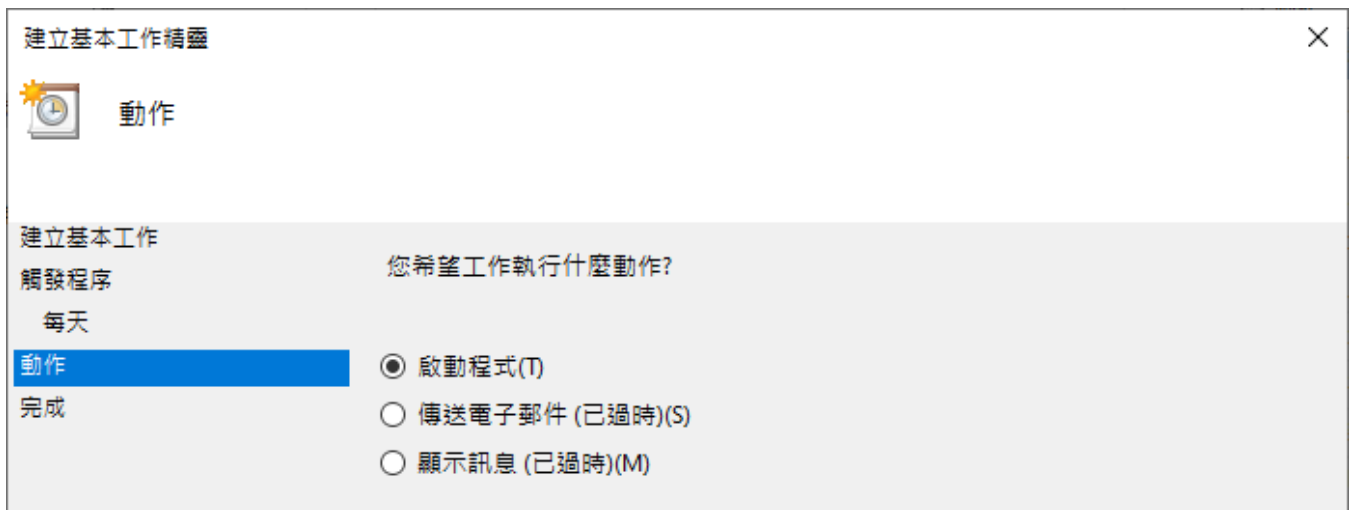 建立基本工作精靈
動作
建立基本工作
觸發程序
每天
動作
完成
您希望工作執行什麼動作?
啟動程式(T)
傳送電子郵件 (已過時)(S)
顯示訊息 (已過時)(M)